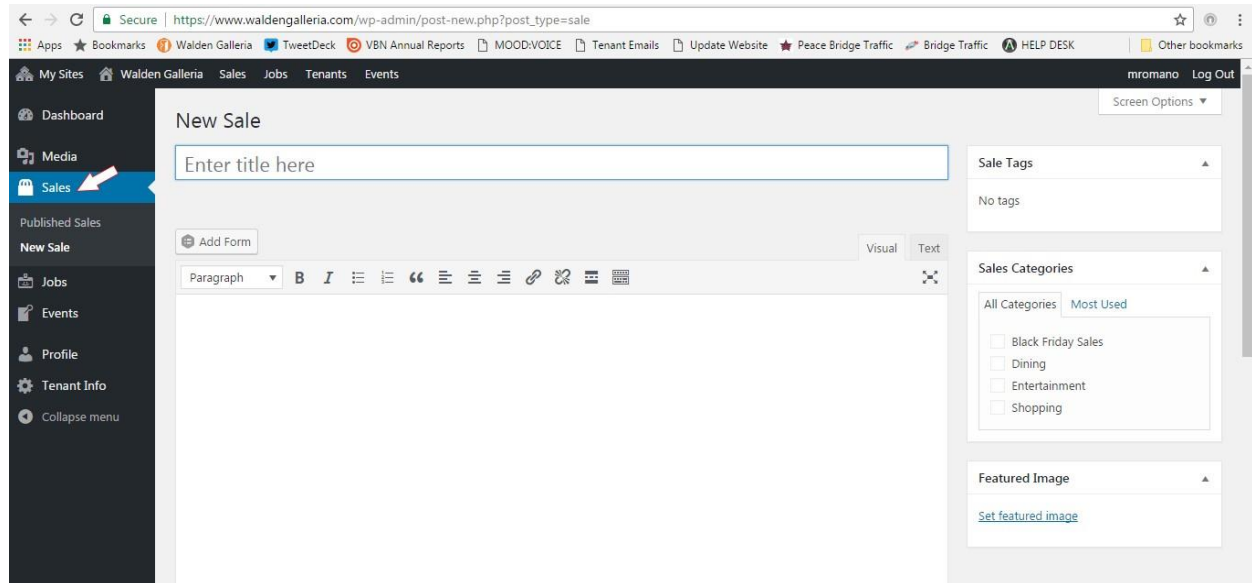 Secure | https://www.waldengalleria.com/wp-admin/post-new.php?post_type=sale
Apps Bookmarks Walden Galleria TweetDeck VBN Annual Reports MOOD:VOICE Tenant Emails Update Website Peace Bridge Traffic Bridge Traffic HELP DESK Other bookmarks
My Sites Walden Galleria Sales Jobs Tenants Events mromano Log Out
Screen Options
Dashboard
Media
Sales
Published Sales
New Sale
Jobs
Events
Profile
Tenant Info
Collapse menu
New Sale
Enter title here
Add Form
Visual Text
Paragraph B I
Sale Tags
No tags
Sales Categories
All Categories Most Used
Black Friday Sales
Dining
Entertainment
Shopping
Featured Image
Set featured image